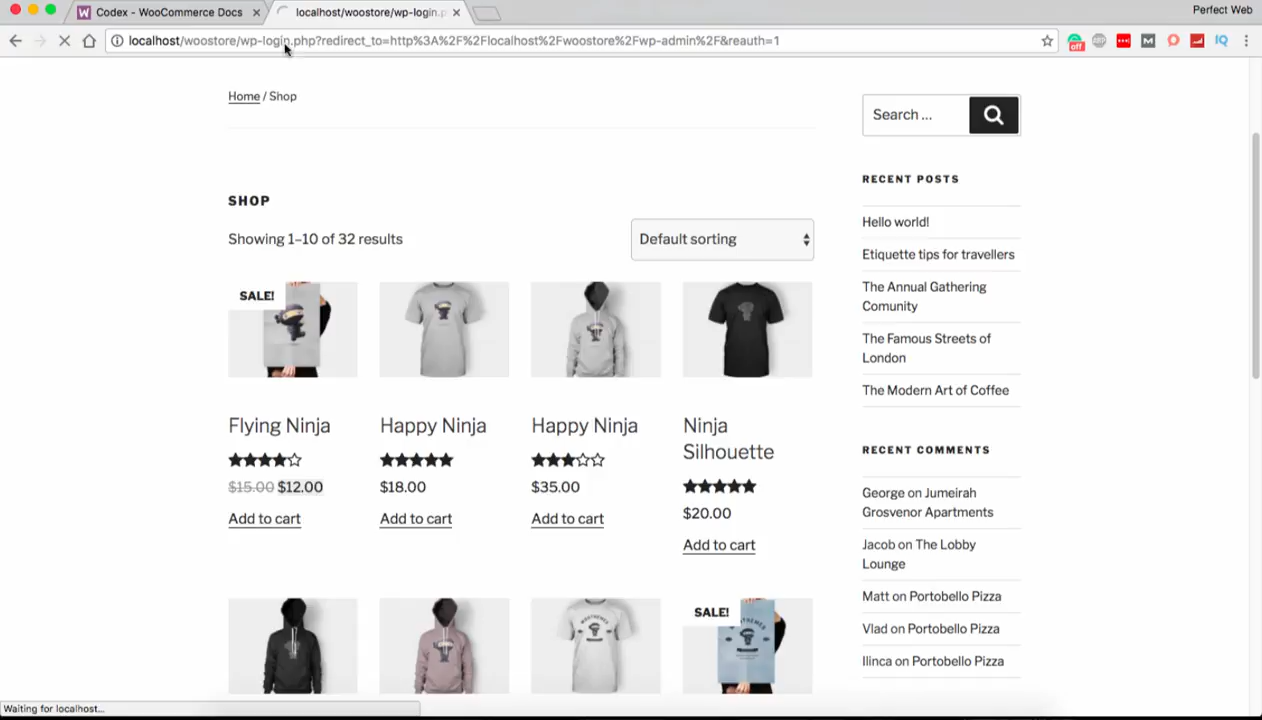 Codex - WooCommerce Docs
localhost/woostore/wp-login.p
Perfect Web
localhost/woostore/wp-login.php?redirect_to=http%3A%2F%2Flocalhost%2Fwoostore%2Fwp-admin%2F&reauth=1
off
ABP
M
IQ
Home / Shop
Search ...
SHOP
Showing 1–10 of 32 results
Default sorting
SALE!
Flying Ninja
$15.00 $12.00
Add to cart
Happy Ninja
$18.00
Add to cart
Happy Ninja
$35.00
Add to cart
Ninja
Silhouette
$20.00
Add to cart
SALE!
RECENT POSTS
Hello world!
Etiquette tips for travellers
The Annual Gathering
Comunity
The Famous Streets of
London
The Modern Art of Coffee
RECENT COMMENTS
George on Jumeirah
Grosvenor Apartments
Jacob on The Lobby
Lounge
Matt on Portobello Pizza
Vlad on Portobello Pizza
Ilinca on Portobello Pizza
Waiting for localhost...